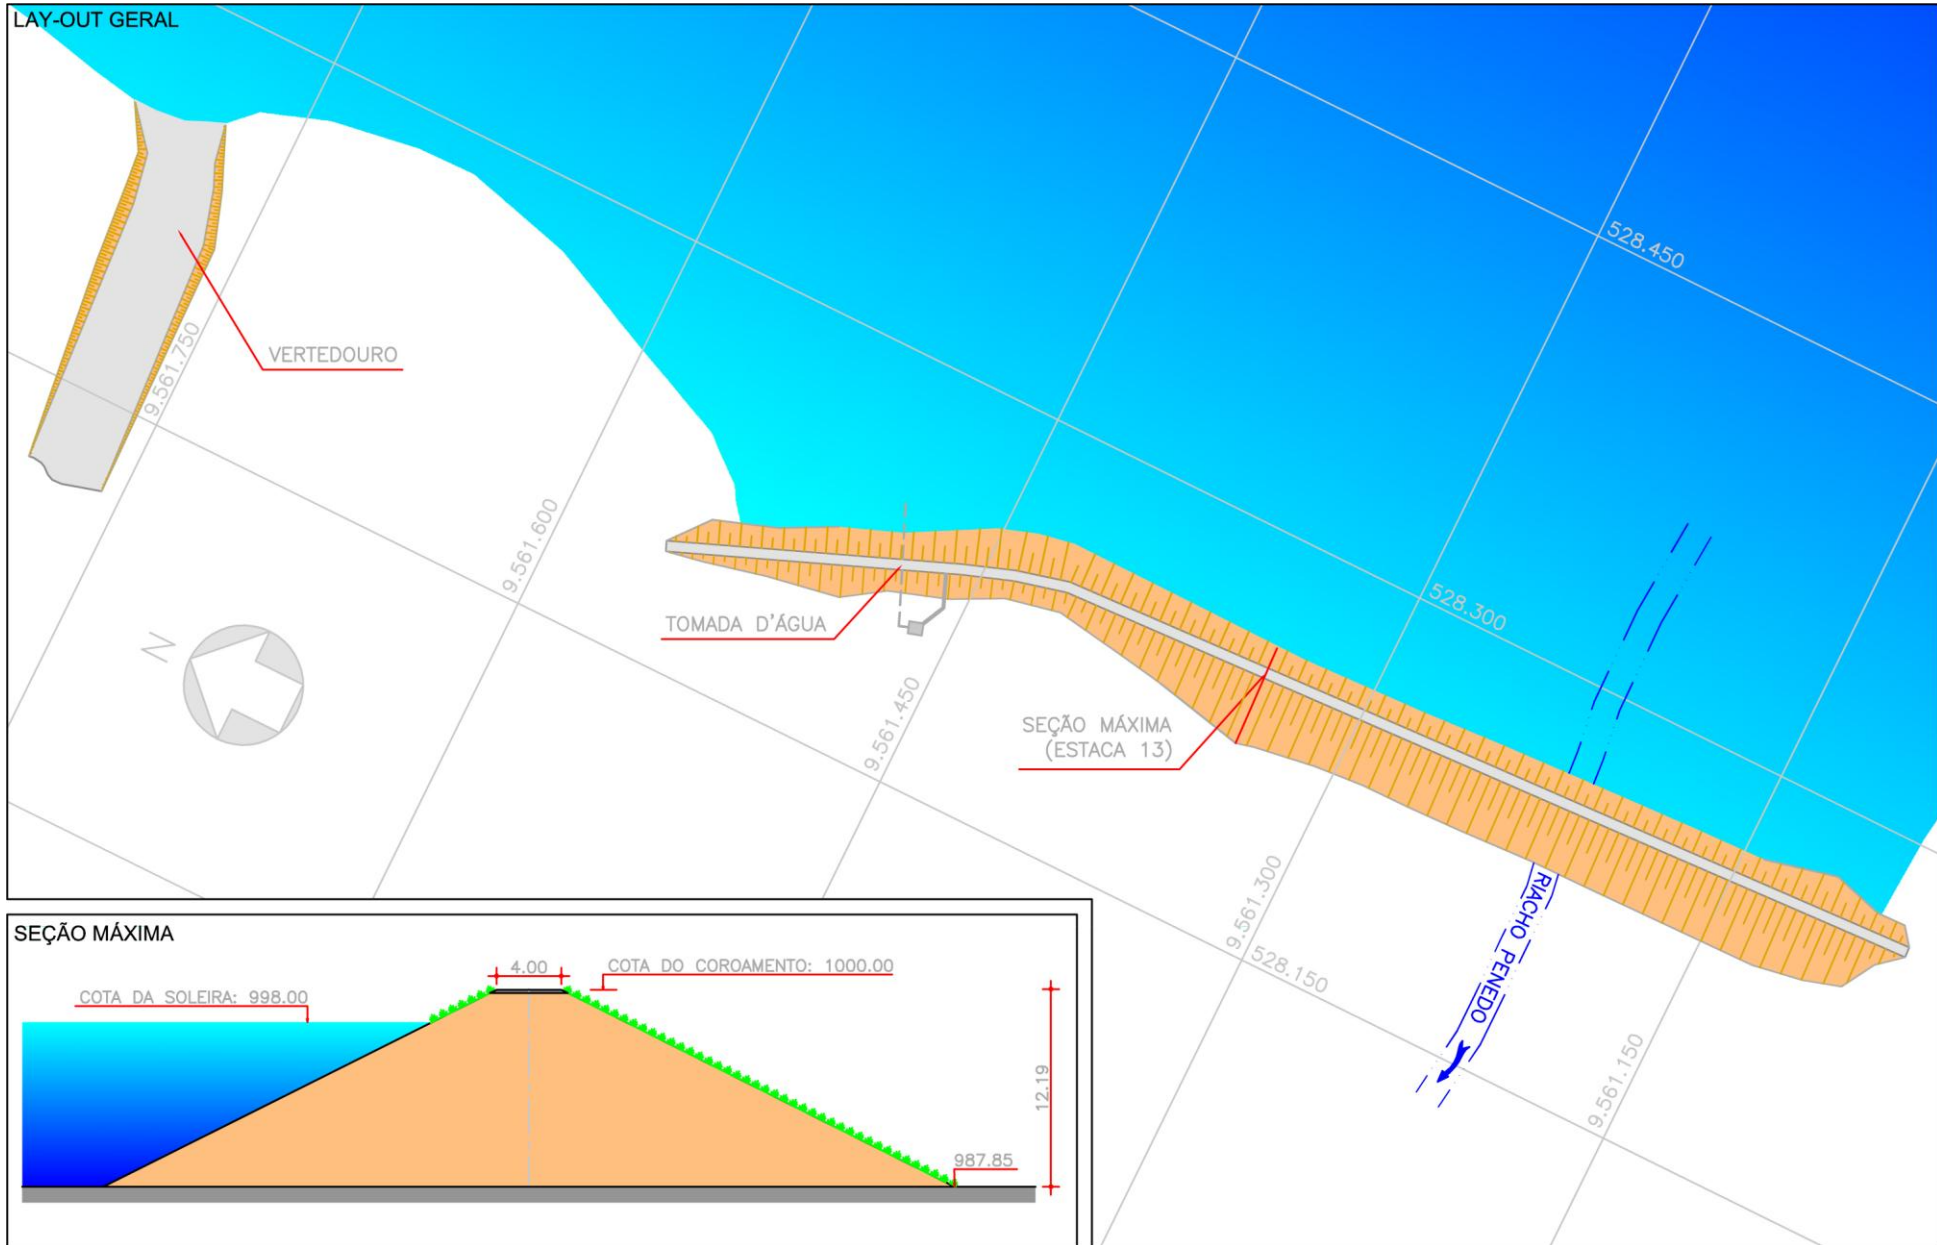 LAY-OUT GERAL
528.450
9.561.750
VERTEDOURO
9.561.600
528.300
TOMADA D'ÁGUA
N
9.561.450
SEÇÃO MÁXIMA
(ESTACA 13)
RIACHO PENEDO
9.561.300
528.150
9.561.150
SEÇÃO MÁXIMA
4.00
COTA DO COROAMENTO: 1000.00
COTA DA SOLEIRA: 998.00
12.19
987.85